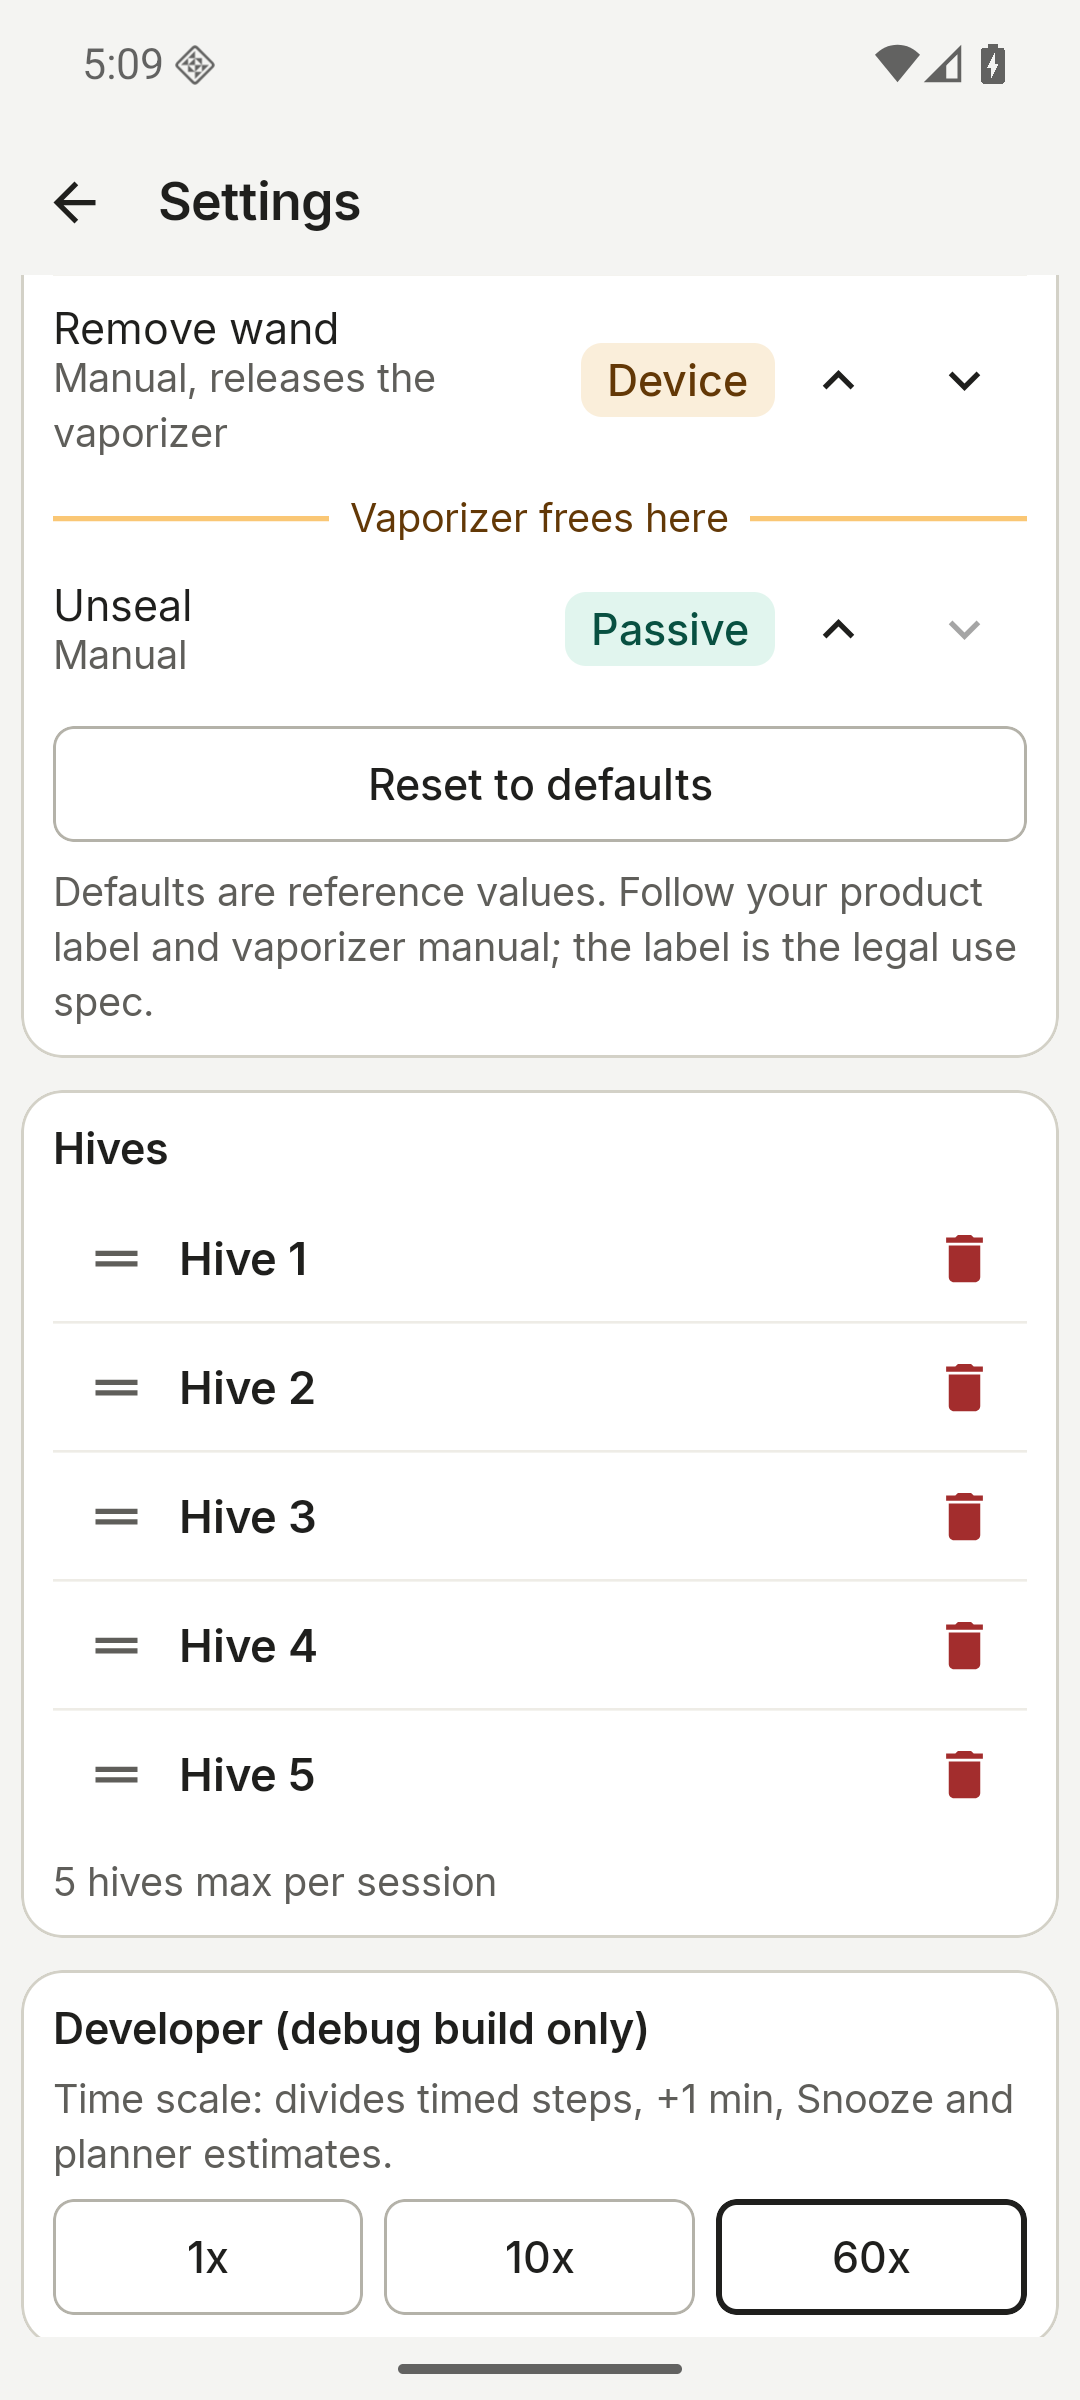 5:09
Settings
Remove wand
Manual, releases the
vaporizer
Device
Vaporizer frees here
Unseal
Manual
Passive
Reset to defaults
Defaults are reference values. Follow your product
label and vaporizer manual; the label is the legal use
spec.
Hives
Hive 1
Hive 2
Hive 3
Hive 4
Hive 5
5 hives max per session
Developer (debug build only)
Time scale: divides timed steps, +1 min, Snooze and
planner estimates.
1x
10x
60x